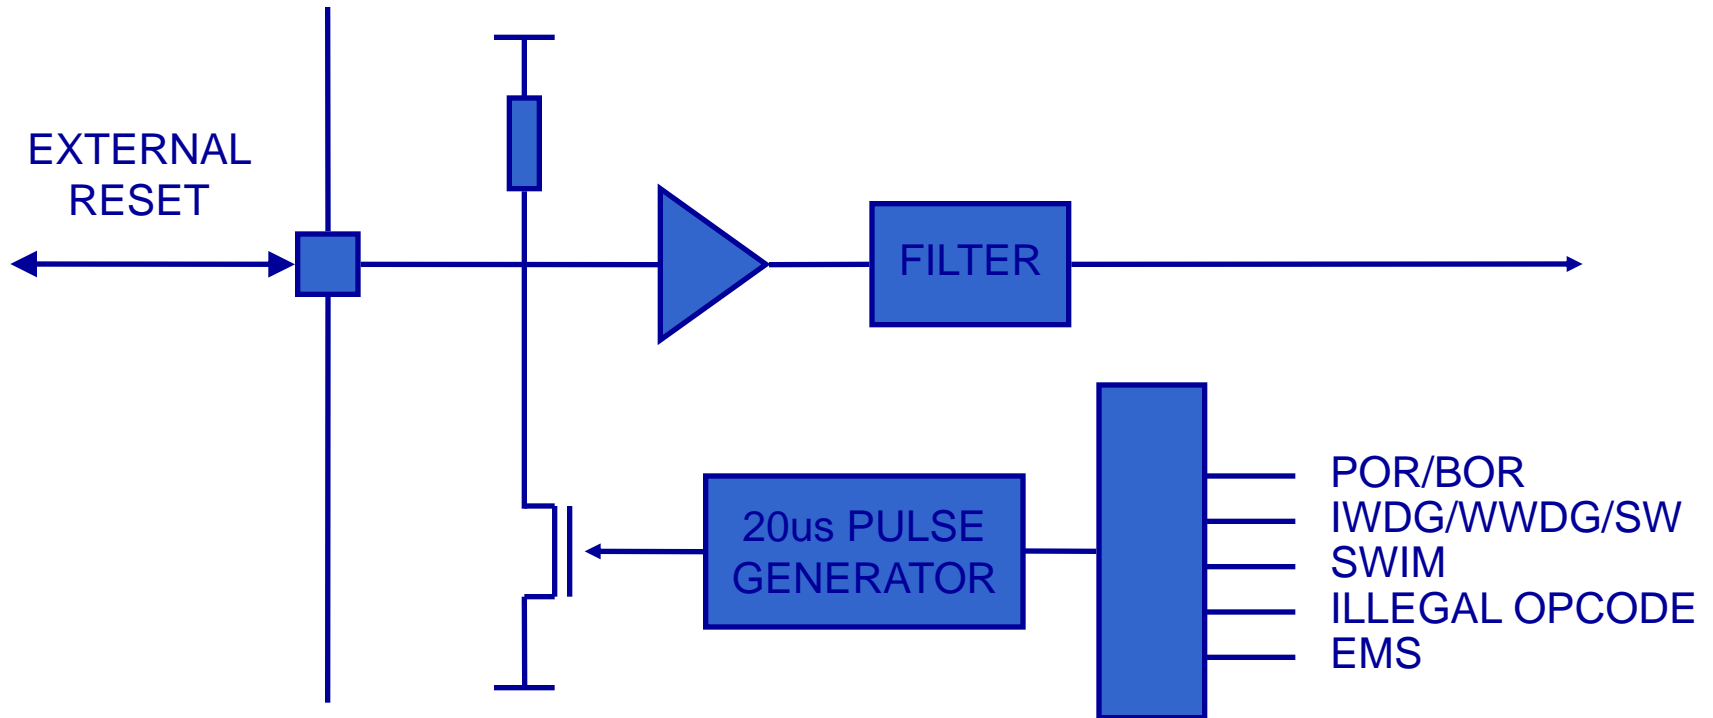 EXTERNAL
RESET
FILTER
20us PULSE
GENERATOR
POR/BOR
IWDG/WWDG/SW
SWIM
ILLEGAL OPCODE
EMS